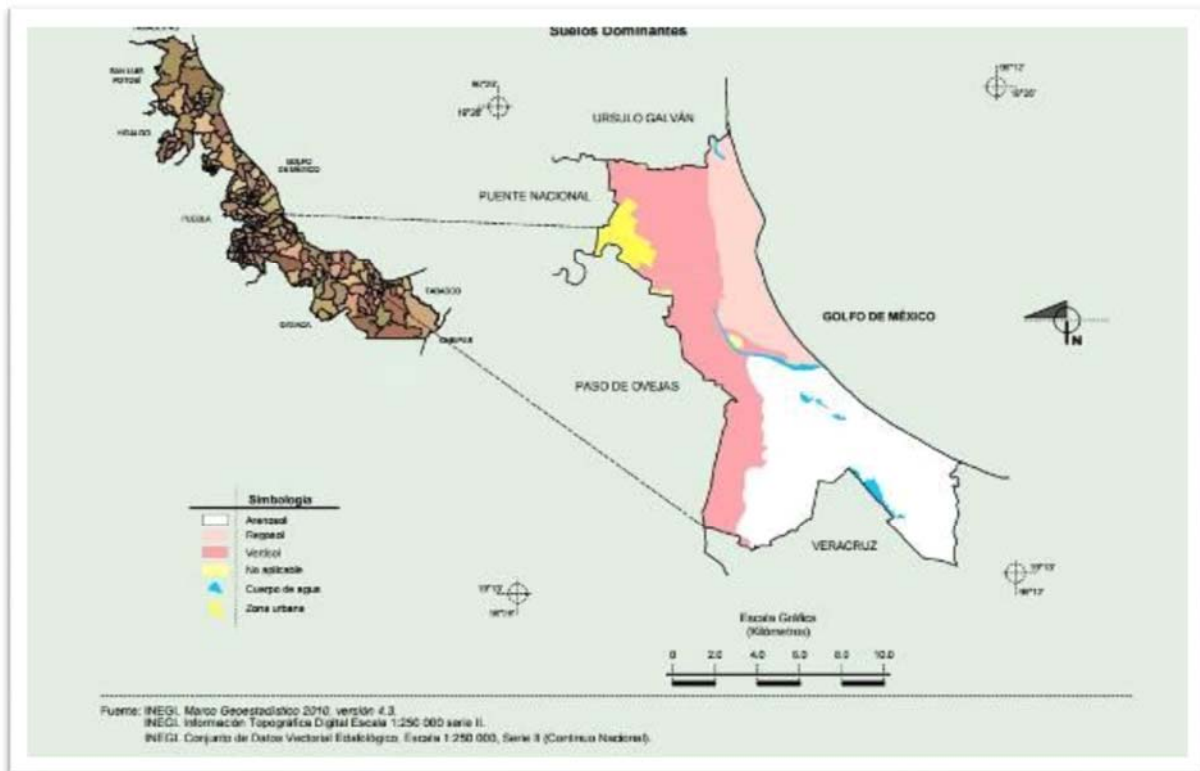 Suelos Dominantes
SAN LUIS
POTOSÍ
HIDALGO
GOLFO
DE MÉXICO
PUEBLA
TABASCO
OAXACA
CHIAPAS
URSULO GALVÁN
PUENTE NACIONAL
GOLFO DE MÉXICO
N
PASO DE OVEJAS
VERACRUZ
Simbología
Arenosol
Regosol
Vertisol
No aplicable
Cuerpo de agua
Zona urbana
Escala Gráfica
(Kilómetros)
0 2.0 4.0 6.0 8.0 10.0
Fuente: INEGI. Marco Geoestadístico 2010, versión 4.3.
INEGI. Información Topográfica Digital Escala 1:250 000 serie II.
INEGI. Conjunto de Datos Vectorial Edafológico, Escala 1:250 000, Serie II (Continuo Nacional).